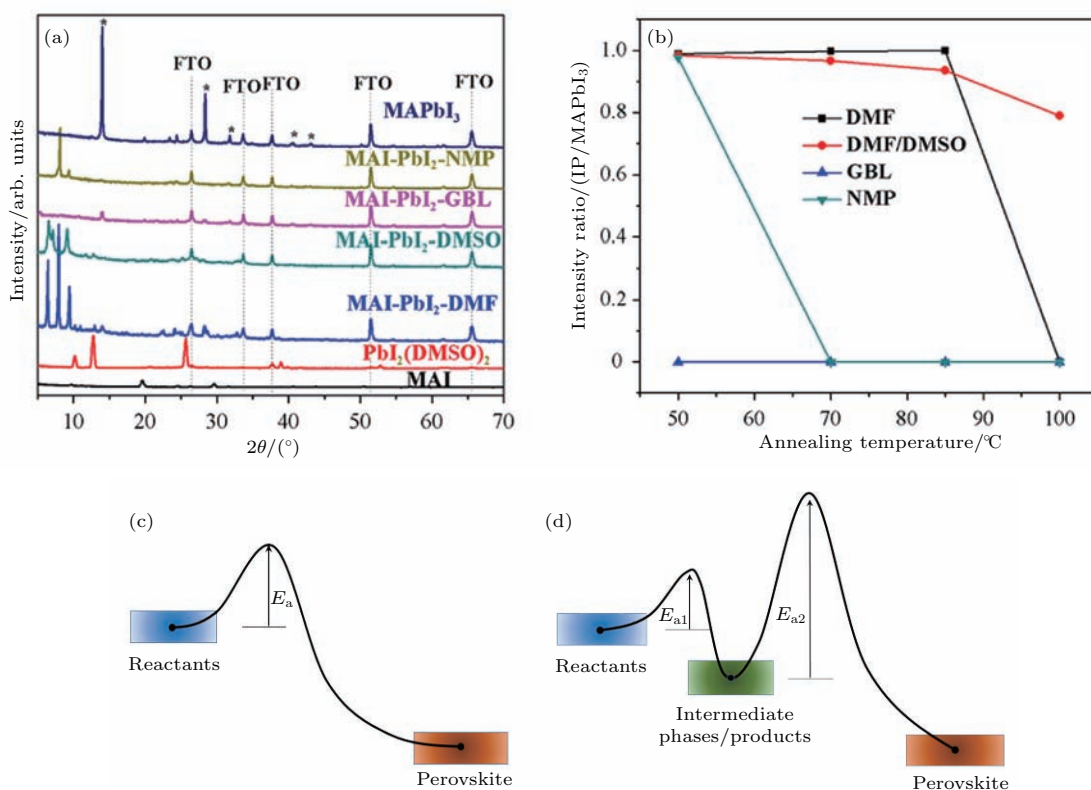 (a)
Intensity/arb. units
*
FTO
*
FTO
FTO
FTO
FTO
*
*
*
MAPbI₃
MAI-PbI₂-NMP
MAI-PbI₂-GBL
MAI-PbI₂-DMSO
MAI-PbI₂-DMF
PbI₂(DMSO)₂
MAI
10 20 30 40 50 60 70
2θ/(°)
(b)
Intensity ratio/(IP/MAPbI₃)
1.0
0.8
0.6
0.4
0.2
0
DMF
DMF/DMSO
GBL
NMP
50 60 70 80 90 100
Annealing temperature/℃
(c)
Eₐ
Reactants
Perovskite
(d)
Eₐ₁
Eₐ₂
Reactants
Intermediate
phases/products
Perovskite